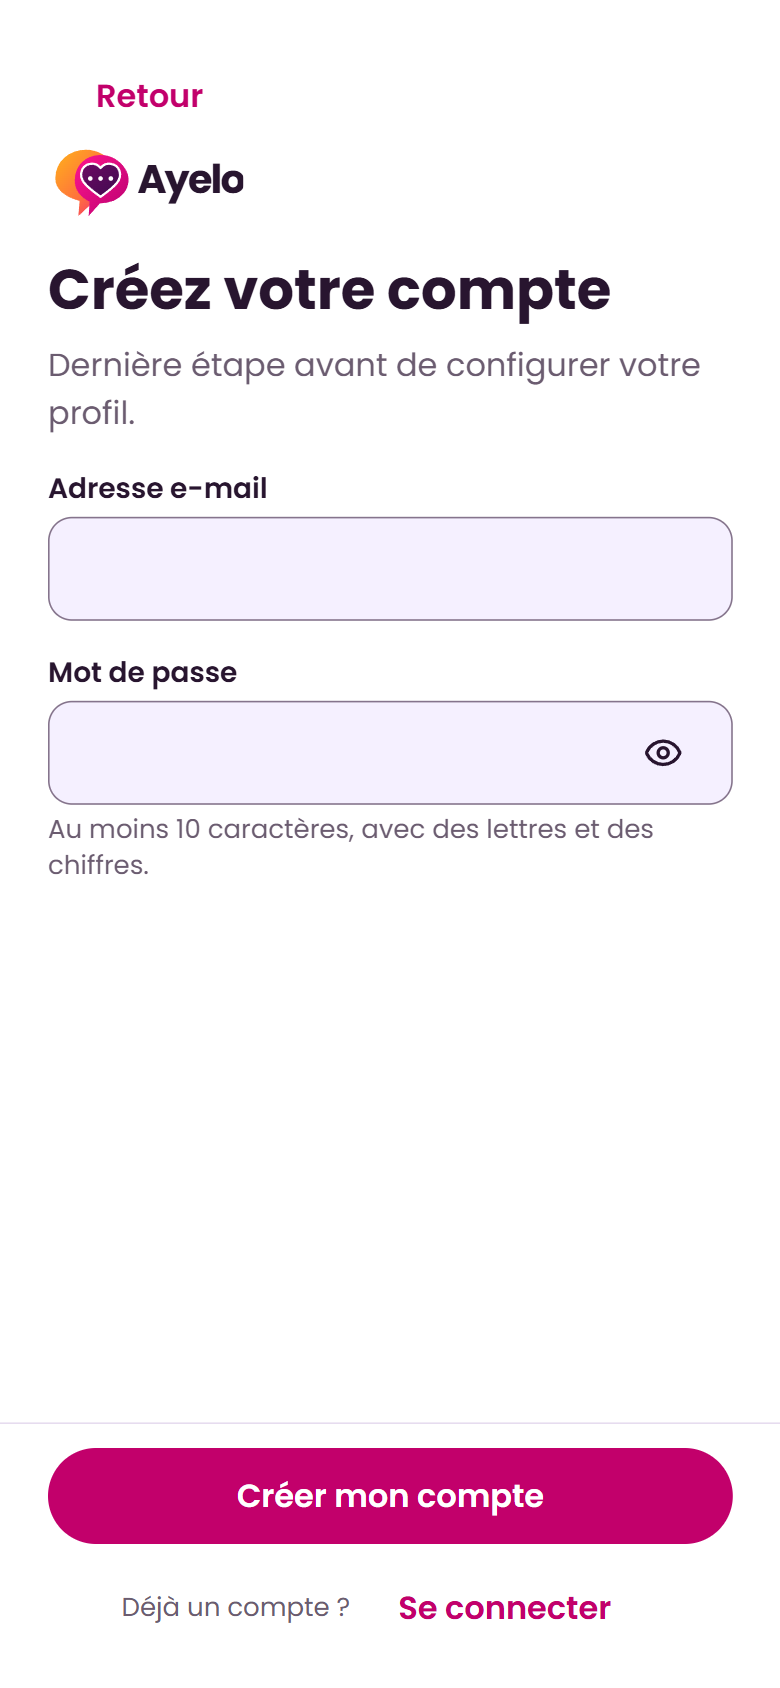 Retour
Ayelo
Créez votre compte
Dernière étape avant de configurer votre
profil.
Adresse e-mail
Mot de passe
Au moins 10 caractères, avec des lettres et des
chiffres.
Créer mon compte
Déjà un compte ? Se connecter